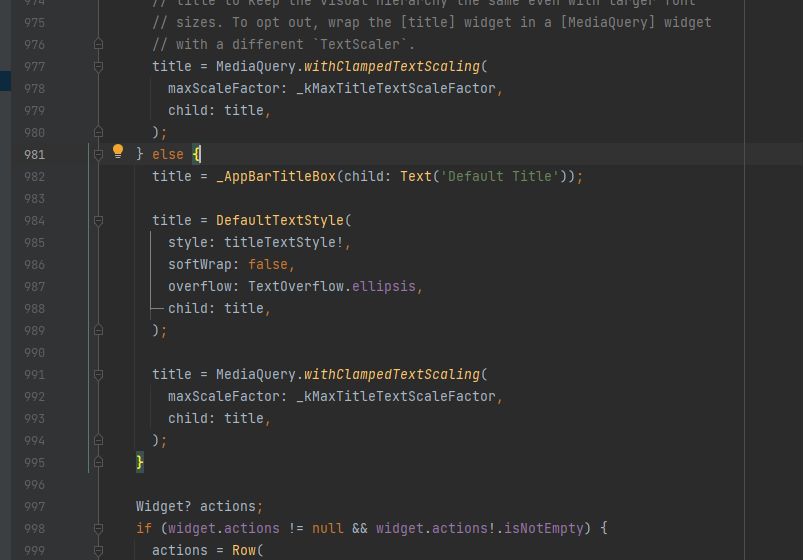 974 // title to keep the visual hierarchy the same even with larger font
975 // sizes. To opt out, wrap the [title] widget in a [MediaQuery] widget
976 // with a different `TextScaler`.
977 title = MediaQuery.withClampedTextScaling(
978 maxScaleFactor: _kMaxTitleTextScaleFactor,
979 child: title,
980 );
981 } else {
982 title = _AppBarTitleBox(child: Text('Default Title'));
983
984 title = DefaultTextStyle(
985 style: titleTextStyle!,
986 softWrap: false,
987 overflow: TextOverflow.ellipsis,
988 child: title,
989 );
990
991 title = MediaQuery.withClampedTextScaling(
992 maxScaleFactor: _kMaxTitleTextScaleFactor,
993 child: title,
994 );
995 }
996
997 Widget? actions;
998 if (widget.actions != null && widget.actions!.isNotEmpty) {
999 actions = Row(